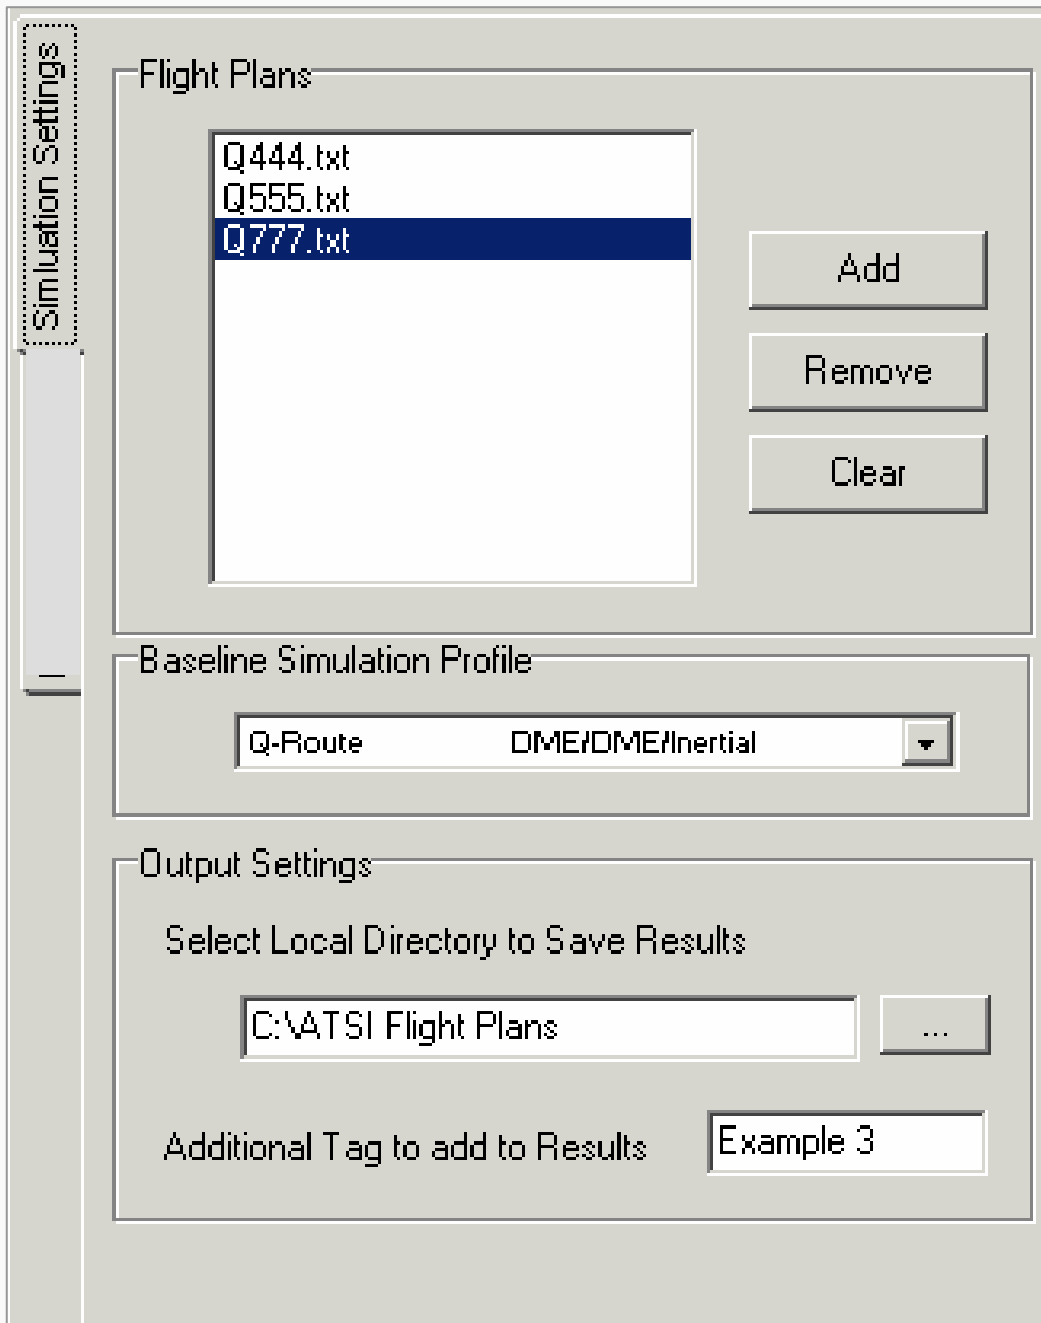 Simluation Settings
Flight Plans
Q444.txt
Q555.txt
Q777.txt
Add
Remove
Clear
Baseline Simulation Profile
Q-Route DME/DME/Inertial
Output Settings
Select Local Directory to Save Results
C:\ATSI Flight Plans
...
Additional Tag to add to Results
Example 3